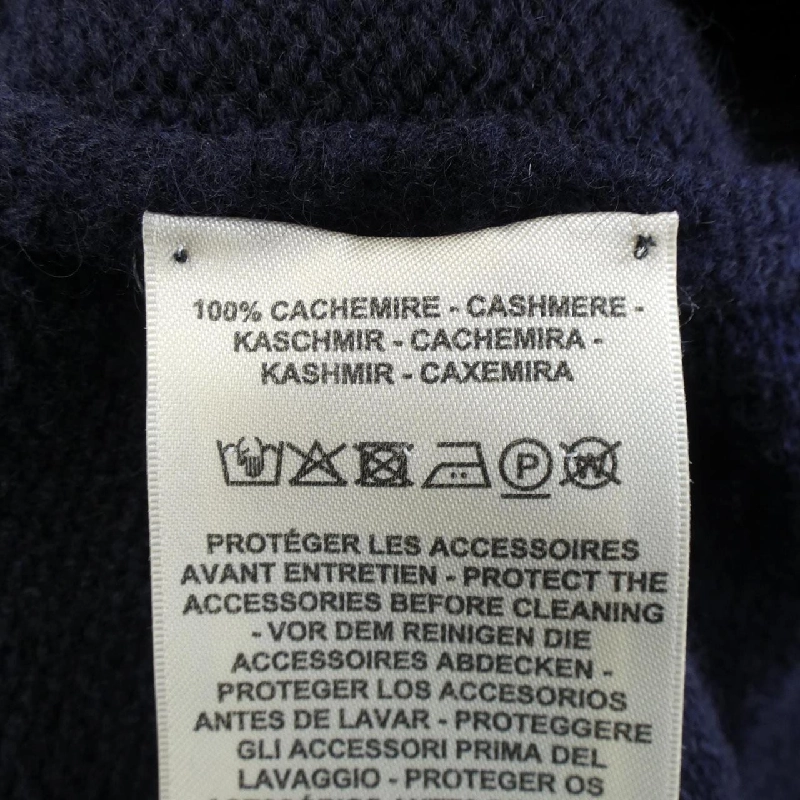 100% CACHEMIRE - CASHMERE -
KASCHMIR - CACHEMIRA -
KASHMIR - CAXEMIRA
P W
PROTÉGER LES ACCESSOIRES
AVANT ENTRETIEN - PROTECT THE
ACCESSORIES BEFORE CLEANING
- VOR DEM REINIGEN DIE
ACCESSOIRES ABDECKEN -
PROTEGER LOS ACCESORIOS
ANTES DE LAVAR - PROTEGGERE
GLI ACCESSORI PRIMA DEL
LAVAGGIO - PROTEGER OS